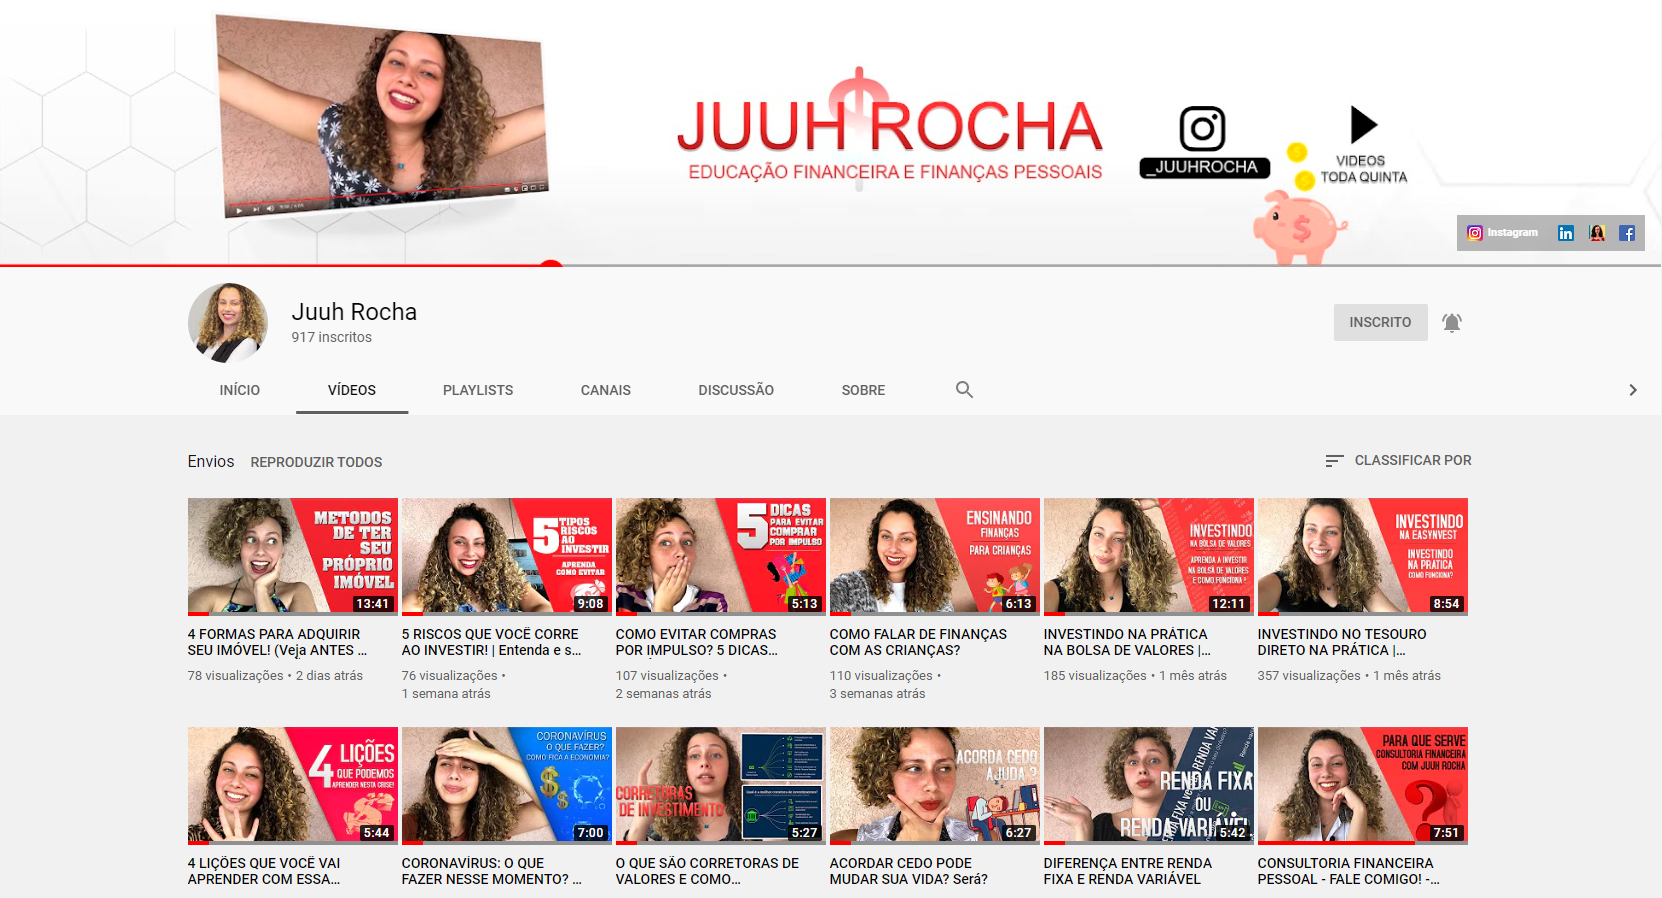 JUUH ROCHA
EDUCAÇÃO FINANCEIRA E FINANÇAS PESSOAIS
_JUUHROCHA
VIDEOS
TODA QUINTA
Instagram
Juuh Rocha
917 inscritos
INSCRITO
INÍCIO VÍDEOS PLAYLISTS CANAIS DISCUSSÃO SOBRE
Envios REPRODUZIR TODOS CLASSIFICAR POR
METODOS
DE TER
SEU
PRÓPRIO
IMÓVEL
13:41
5 TIPOS
RISCOS
AO
INVESTIR
APRENDA
COMO EVITAR
9:08
5 DICAS
PARA EVITAR
COMPRAR
POR IMPULSO
5:13
ENSINANDO
FINANÇAS
PARA CRIANÇAS
6:13
INVESTINDO
NA BOLSA DE VALORES
APRENDA A INVESTIR
NA BOLSA DE VALORES
E COMO FUNCIONA?
12:11
INVESTINDO
NA EASYNVEST
INVESTINDO
NA PRATICA
COMO FUNCIONA?
8:54
4 FORMAS PARA ADQUIRIR
SEU IMÓVEL! (Veja ANTES ...
78 visualizações • 2 dias atrás
5 RISCOS QUE VOCÊ CORRE
AO INVESTIR! | Entenda e s...
76 visualizações •
1 semana atrás
COMO EVITAR COMPRAS
POR IMPULSO? 5 DICAS...
107 visualizações •
2 semanas atrás
COMO FALAR DE FINANÇAS
COM AS CRIANÇAS?
110 visualizações •
3 semanas atrás
INVESTINDO NA PRÁTICA
NA BOLSA DE VALORES |...
185 visualizações • 1 mês atrás
INVESTINDO NO TESOURO
DIRETO NA PRÁTICA |...
357 visualizações • 1 mês atrás
4 LIÇÕES
QUE PODEMOS
APRENDER NESTA CRISE!
5:44
CORONAVÍRUS
O QUE FAZER?
COMO FICA A ECONOMIA?
7:00
CORRETORAS
DE INVESTIMENTO
5:27
ACORDA CEDO
AJUDA?
6:27
RENDA FIXA
OU
RENDA VARIÁVEL
5:42
PARA QUE SERVE
CONSULTORIA FINANCEIRA
COM JUUH ROCHA
7:51
4 LIÇÕES QUE VOCÊ VAI
APRENDER COM ESSA...
CORONAVÍRUS: O QUE
FAZER NESSE MOMENTO? ...
O QUE SÃO CORRETORAS DE
VALORES E COMO...
ACORDAR CEDO PODE
MUDAR SUA VIDA? Será?
DIFERENÇA ENTRE RENDA
FIXA E RENDA VARIÁVEL
CONSULTORIA FINANCEIRA
PESSOAL - FALE COMIGO! -...